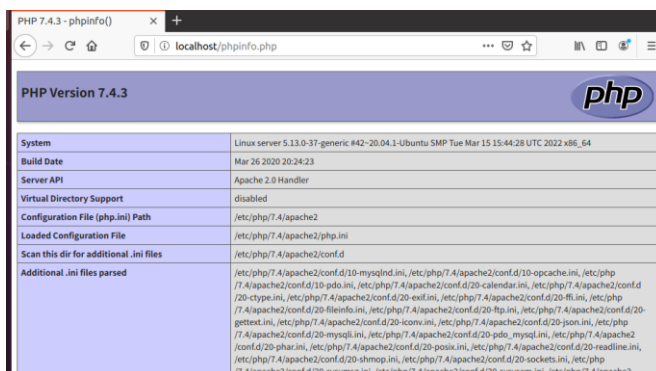 PHP 7.4.3 - phpinfo()
localhost/phpinfo.php
PHP Version 7.4.3
php
System Linux server 5.13.0-37-generic #42~20.04.1-Ubuntu SMP Tue Mar 15 15:44:28 UTC 2022 x86_64
Build Date Mar 26 2020 20:24:23
Server API Apache 2.0 Handler
Virtual Directory Support disabled
Configuration File (php.ini) Path /etc/php/7.4/apache2
Loaded Configuration File /etc/php/7.4/apache2/php.ini
Scan this dir for additional .ini files /etc/php/7.4/apache2/conf.d
Additional .ini files parsed /etc/php/7.4/apache2/conf.d/10-mysqlnd.ini, /etc/php/7.4/apache2/conf.d/10-opcache.ini, /etc/php
/7.4/apache2/conf.d/10-pdo.ini, /etc/php/7.4/apache2/conf.d/20-calendar.ini, /etc/php/7.4/apache2/conf.d
/20-ctype.ini, /etc/php/7.4/apache2/conf.d/20-exif.ini, /etc/php/7.4/apache2/conf.d/20-ffi.ini, /etc/php
/7.4/apache2/conf.d/20-fileinfo.ini, /etc/php/7.4/apache2/conf.d/20-ftp.ini, /etc/php/7.4/apache2/conf.d/20-
gettext.ini, /etc/php/7.4/apache2/conf.d/20-iconv.ini, /etc/php/7.4/apache2/conf.d/20-json.ini, /etc/php
/7.4/apache2/conf.d/20-mysqli.ini, /etc/php/7.4/apache2/conf.d/20-pdo_mysql.ini, /etc/php/7.4/apache2
/conf.d/20-phar.ini, /etc/php/7.4/apache2/conf.d/20-posix.ini, /etc/php/7.4/apache2/conf.d/20-readline.ini,
/etc/php/7.4/apache2/conf.d/20-shmop.ini, /etc/php/7.4/apache2/conf.d/20-sockets.ini, /etc/php